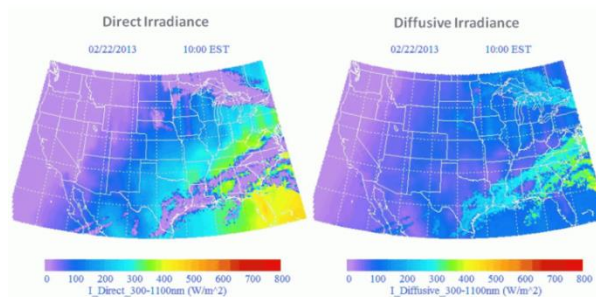 Direct Irradiance
02/22/2013 10:00 EST
0 100 200 300 400 500 600 700 800
I_Direct_300-1100nm (W/m^2)
Diffusive Irradiance
02/22/2013 10:00 EST
0 100 200 300 400 500 600 700 800
I_Diffusive_300-1100nm (W/m^2)